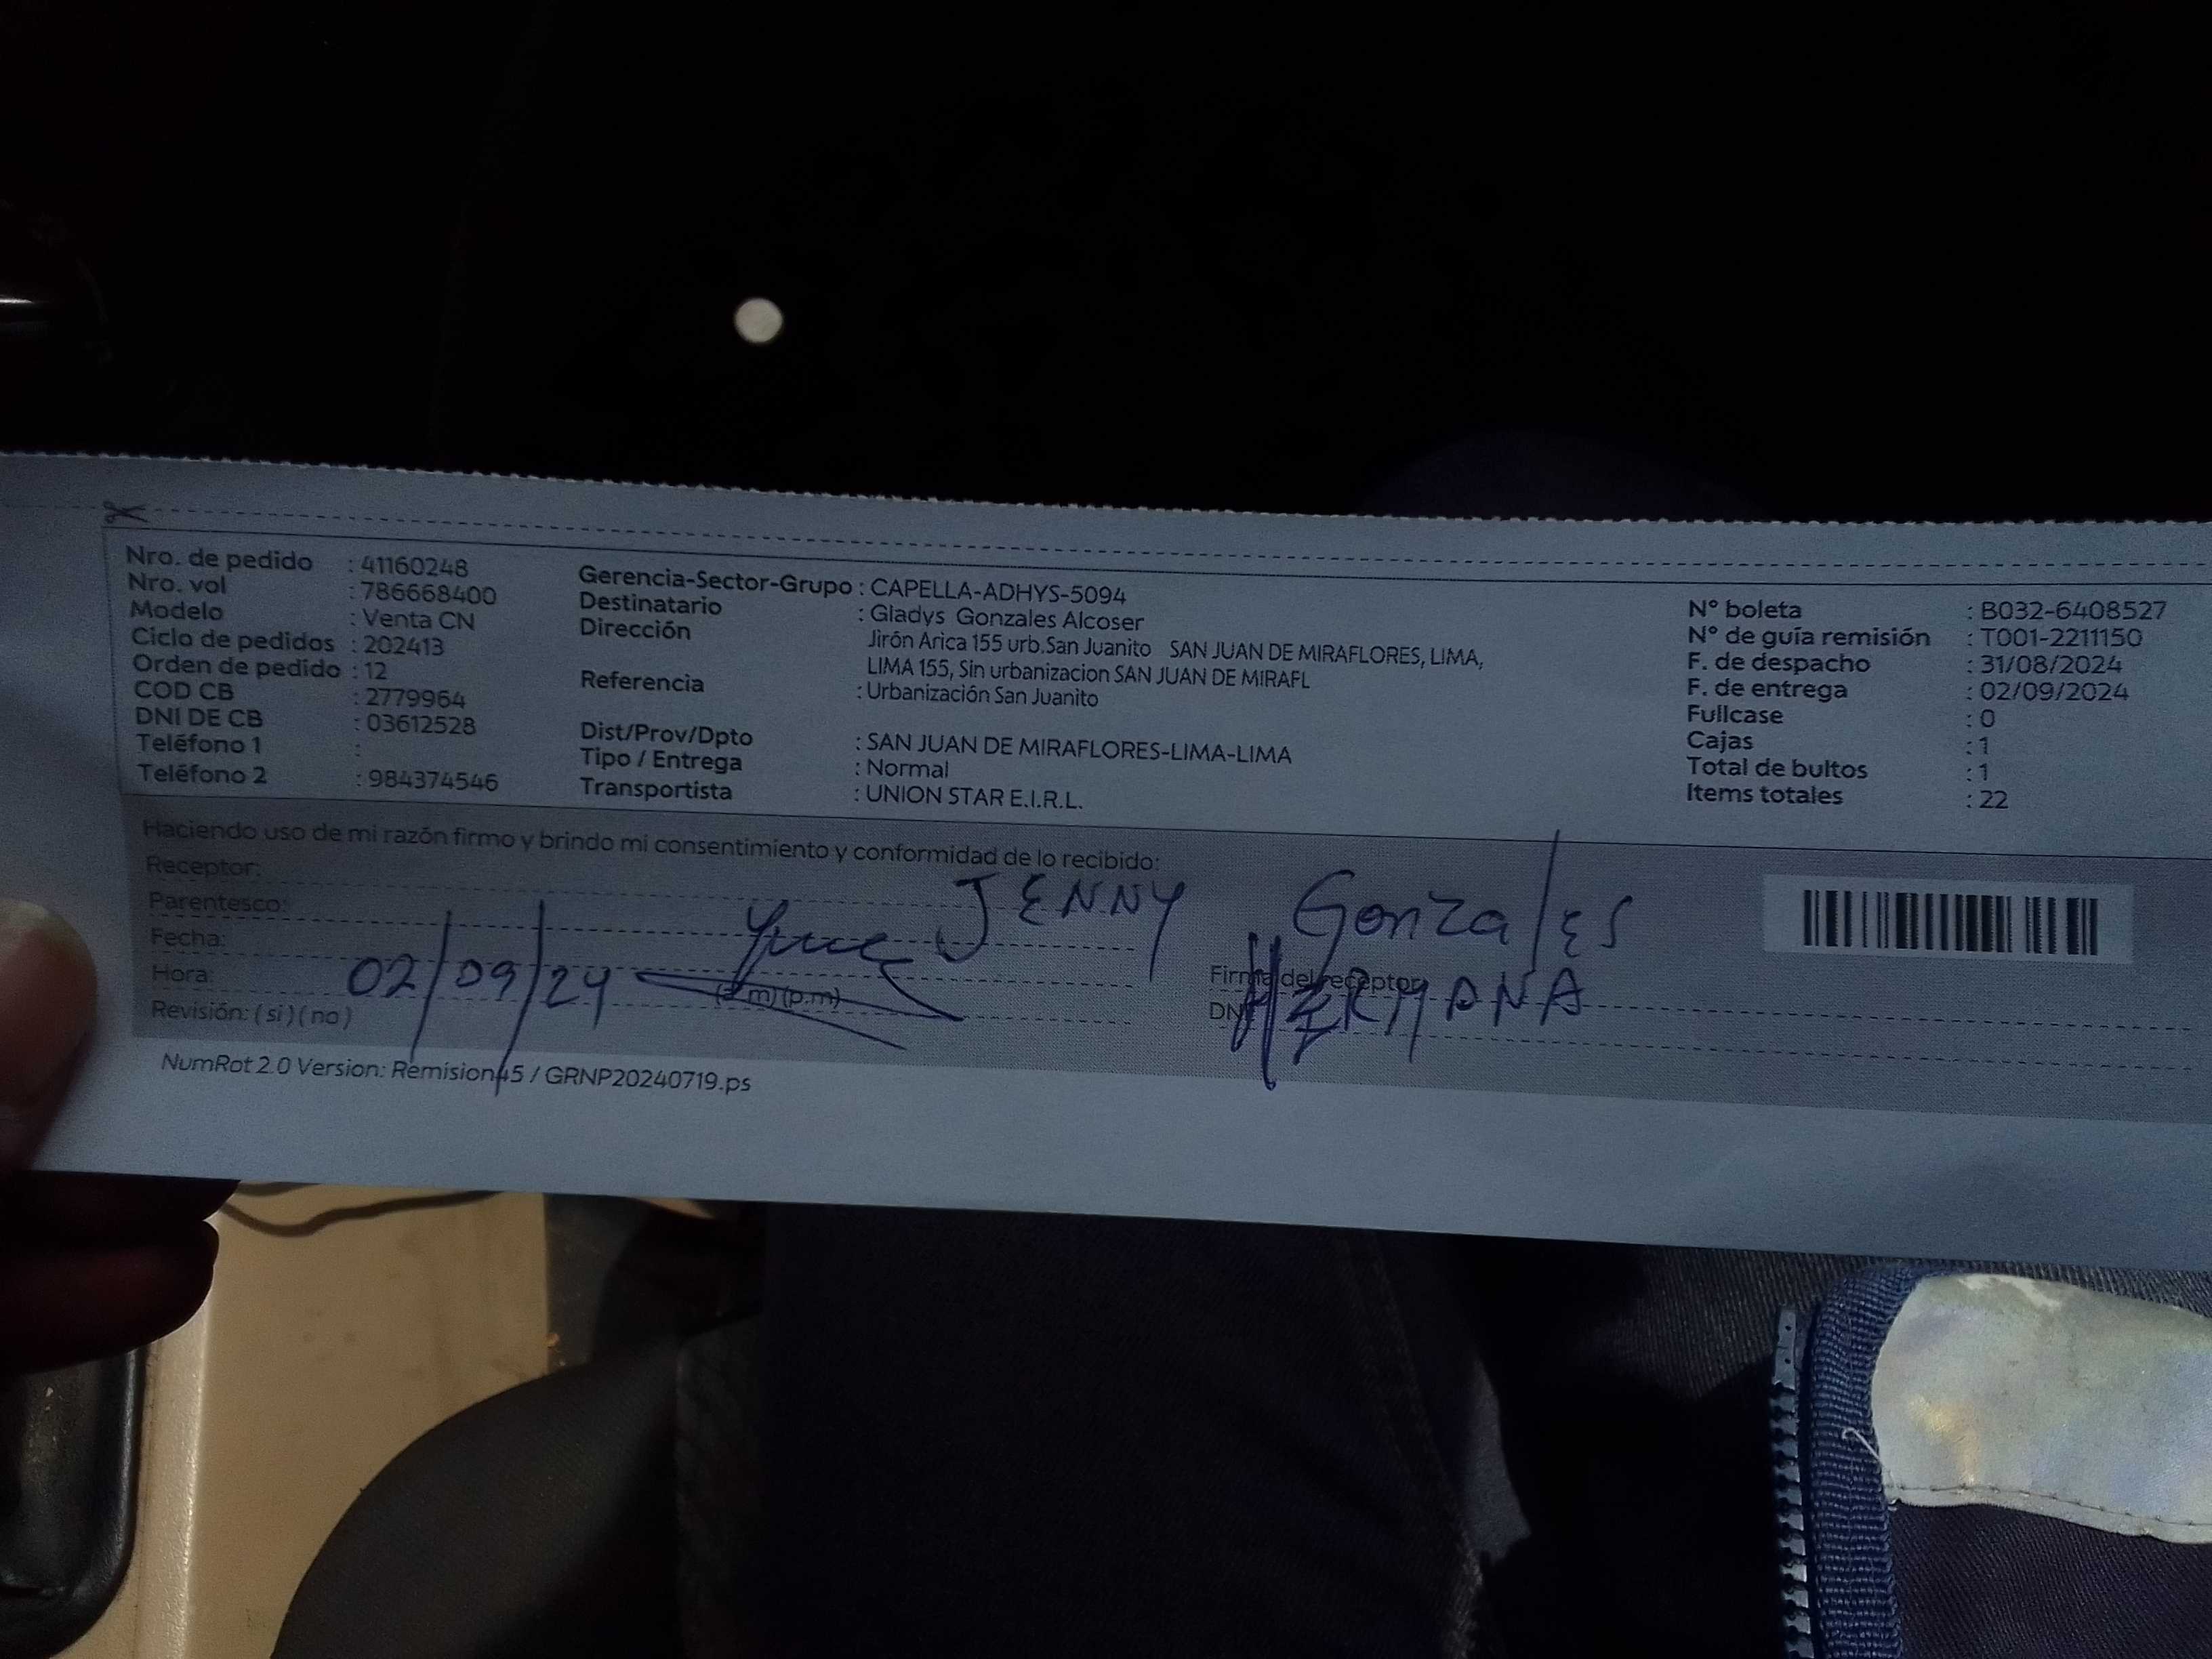 Nro. de pedido : 41160248
Nro. vol : 786668400
Modelo : Venta CN
Ciclo de pedidos : 202413
Orden de pedido : 12
COD CB : 2779964
DNI DE CB : 03612528
Teléfono 1 :
Teléfono 2 : 984374546
Gerencia-Sector-Grupo : CAPELLA-ADHYS-5094
Destinatario : Gladys Gonzales Alcoser
Dirección Jirón Arica 155 urb.San Juanito SAN JUAN DE MIRAFLORES, LIMA,
LIMA 155, Sin urbanizacion SAN JUAN DE MIRAFL
Referencia : Urbanización San Juanito
Dist/Prov/Dpto : SAN JUAN DE MIRAFLORES-LIMA-LIMA
Tipo / Entrega : Normal
Transportista : UNION STAR E.I.R.L.
N° boleta : B032-6408527
N° de guía remisión : T001-2211150
F. de despacho : 31/08/2024
F. de entrega : 02/09/2024
Fullcase : 0
Cajas : 1
Total de bultos : 1
Items totales : 22
Haciendo uso de mi razón firmo y brindo mi consentimiento y conformidad de lo recibido:
Receptor:
JENNY Gonzales
Parentesco:
Fecha:
Hora:
02/09/24
(a.m) (p.m)
Firma del receptor
HERMANA
DNI
Revisión: ( si ) ( no )
NumRot 2.0 Version: Remision45 / GRNP20240719.ps